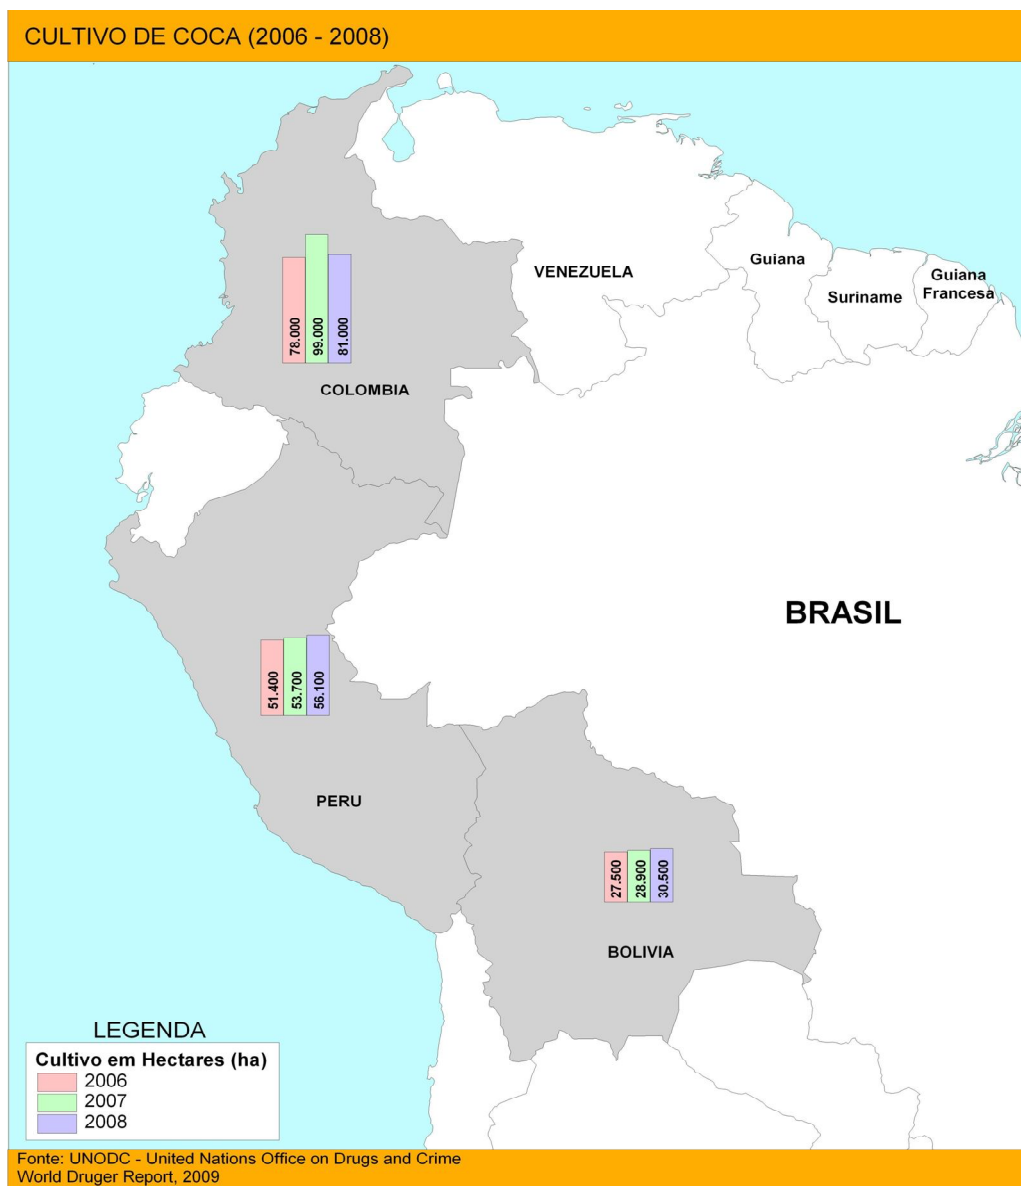 CULTIVO DE COCA (2006 - 2008)
VENEZUELA
Guiana
Suriname
Guiana
Francesa
78.000
99.000
81.000
COLOMBIA
BRASIL
51.400
53.700
56.100
PERU
27.500
28.900
30.500
BOLIVIA
LEGENDA
Cultivo em Hectares (ha)
2006
2007
2008
Fonte: UNODC - United Nations Office on Drugs and Crime
World Druger Report, 2009